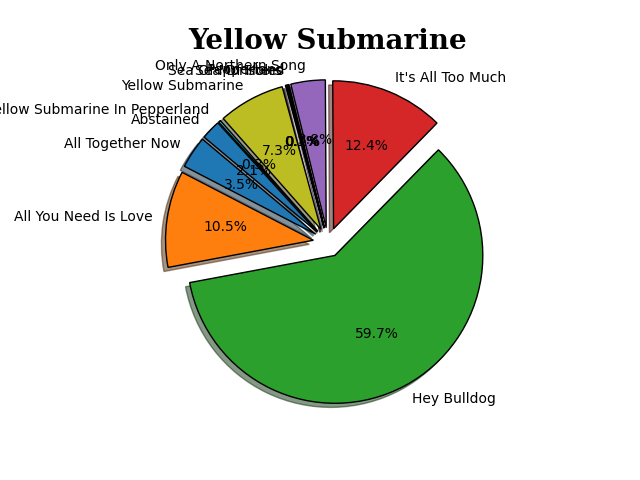 Yellow Submarine
Only A Northern Song
It's All Too Much
Yellow Submarine
Yellow Submarine In Pepperland
Abstained
All Together Now
All You Need Is Love
Hey Bulldog
12.4%
7.3%
2.1%
3.5%
10.5%
59.7%